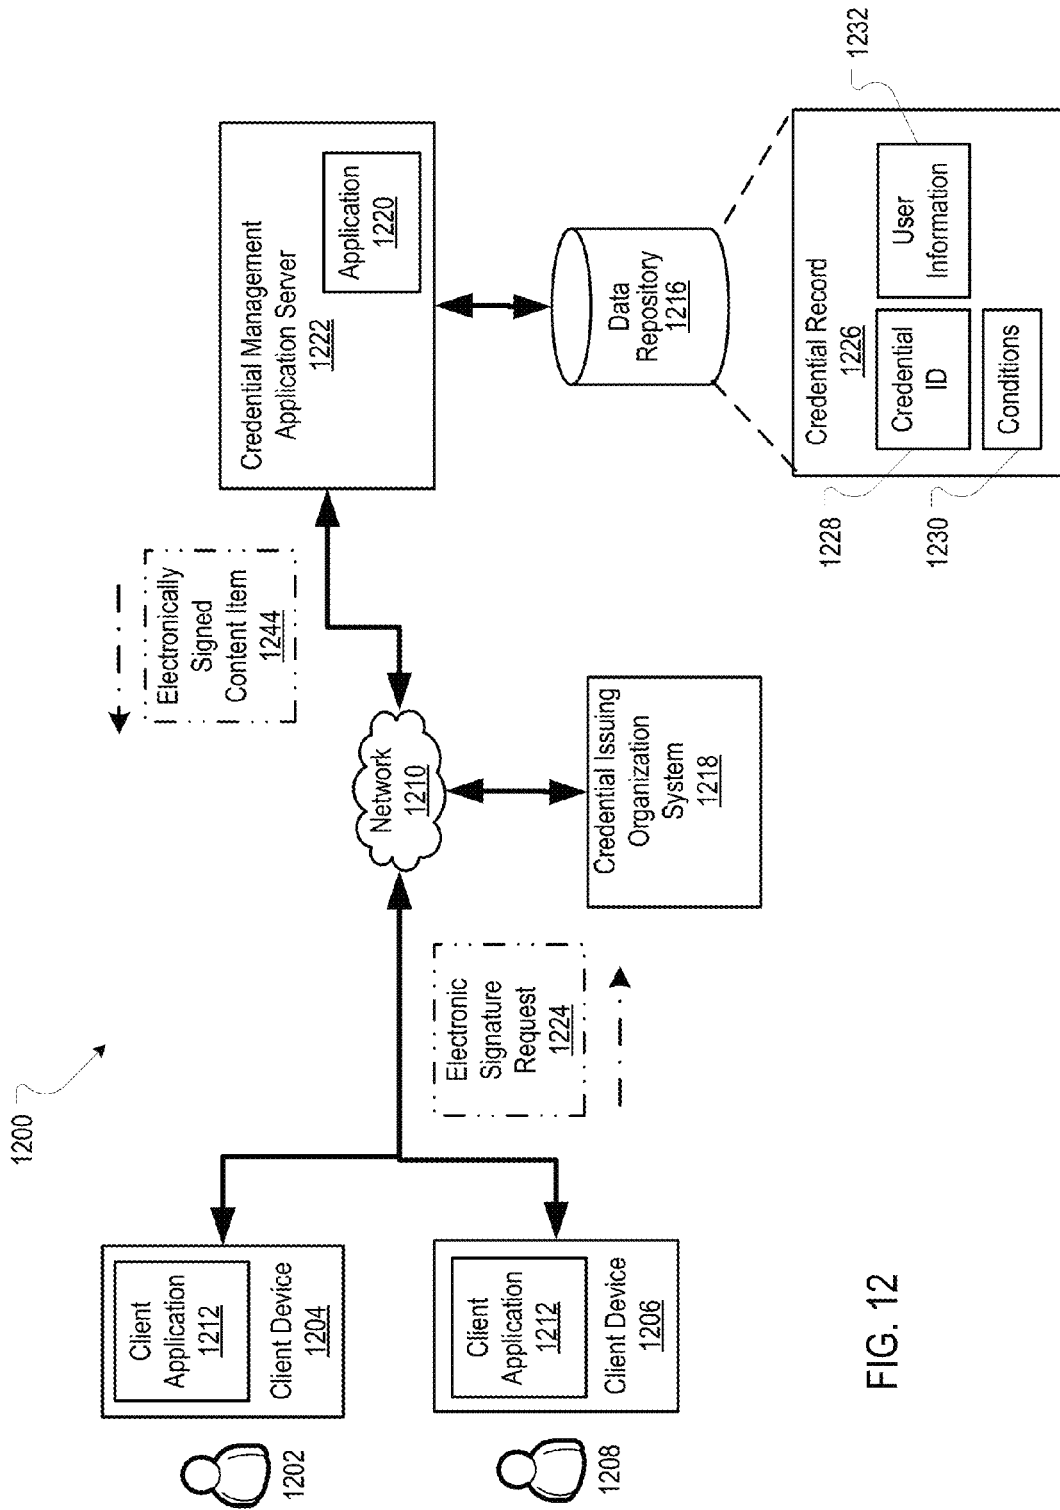 1200
1202
Client
Application
1212
Client Device
1204
1208
Client
Application
1212
Client Device
1206
Electronic
Signature
Request
1224
Network
1210
Credential Issuing
Organization
System
1218
Electronically
Signed
Content Item
1244
Credential Management
Application Server
1222
Application
1220
Data
Repository
1216
Credential Record
1226
Credential
ID
User
Information
Conditions
1228
1230
1232
FIG. 12